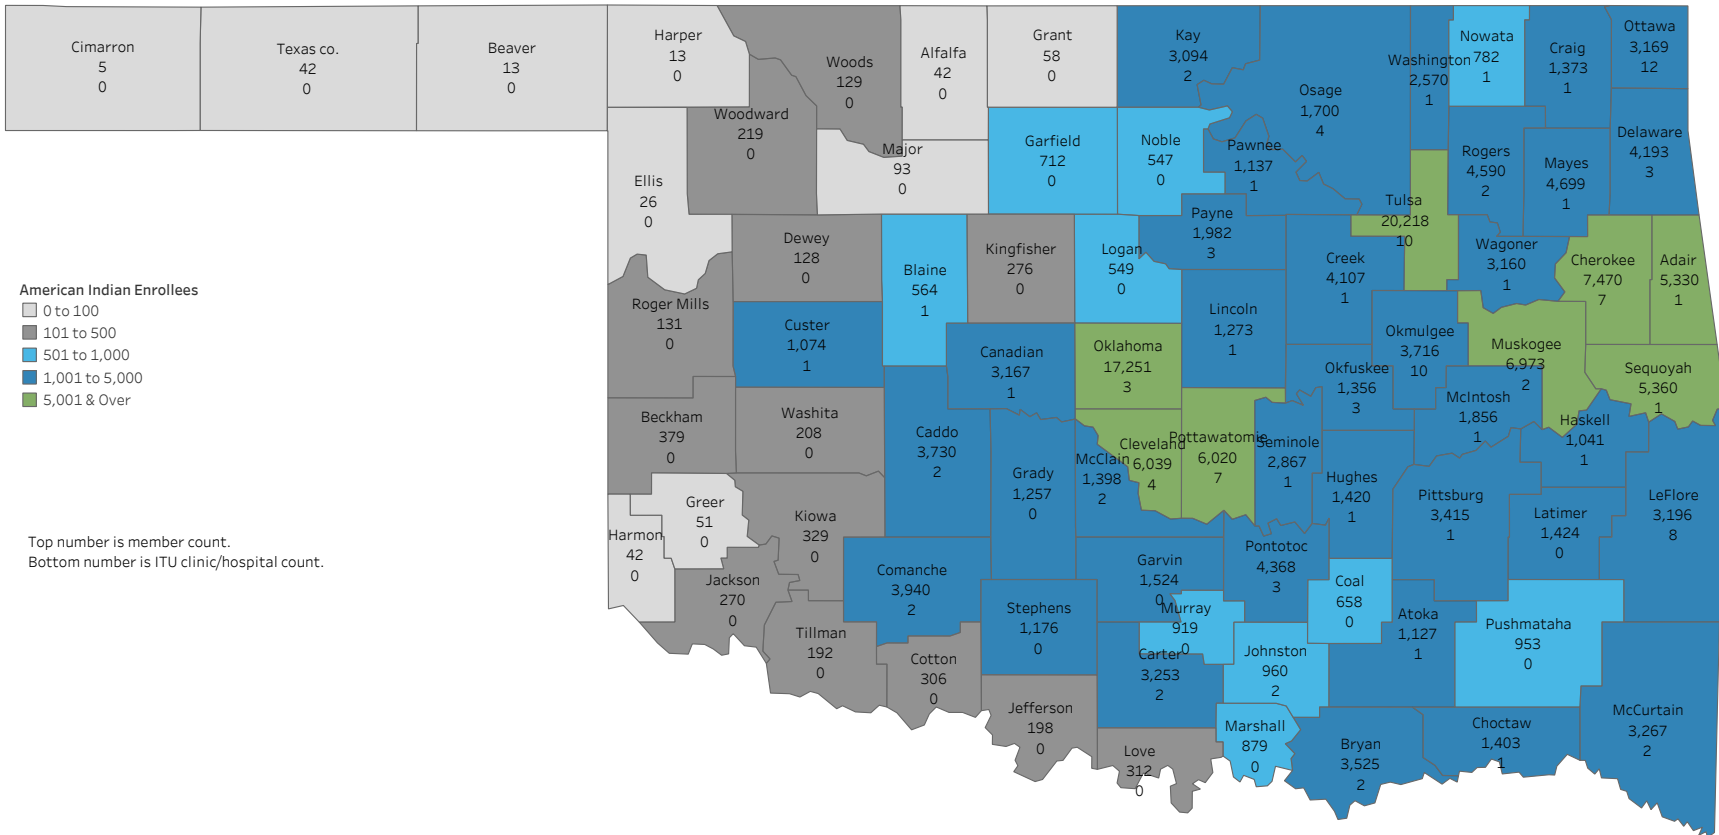 Cimarron
5
0
Texas co.
42
0
Beaver
13
0
Harper
13
0
Woods
129
0
Alfalfa
42
0
Grant
58
0
Kay
3,094
2
Osage
1,700
4
Washington
2,570
1
Nowata
782
1
Craig
1,373
1
Ottawa
3,169
12
Woodward
219
0
Ellis
26
0
Major
93
0
Garfield
712
0
Noble
547
0
Pawnee
1,137
1
Rogers
4,590
2
Mayes
4,699
1
Delaware
4,193
3
Tulsa
20,218
10
Dewey
128
0
Blaine
564
1
Kingfisher
276
0
Logan
549
0
Payne
1,982
3
Creek
4,107
1
Wagoner
3,160
1
Cherokee
7,470
7
Adair
5,330
1
American Indian Enrollees
0 to 100
101 to 500
501 to 1,000
1,001 to 5,000
5,001 & Over
Roger Mills
131
0
Custer
1,074
1
Canadian
3,167
1
Oklahoma
17,251
3
Lincoln
1,273
1
Okfuskee
1,356
3
Okmulgee
3,716
10
Muskogee
6,973
2
Sequoyah
5,360
1
Beckham
379
0
Washita
208
0
Caddo
3,730
2
Grady
1,257
0
McClain
1,398
2
Cleveland
6,039
4
Pottawatomie
6,020
7
Seminole
2,867
1
Hughes
1,420
1
McIntosh
1,856
1
Haskell
1,041
1
Pittsburg
3,415
1
Latimer
1,424
0
LeFlore
3,196
8
Top number is member count.
Bottom number is ITU clinic/hospital count.
Harmon
42
0
Greer
51
0
Kiowa
329
0
Jackson
270
0
Tillman
192
0
Comanche
3,940
2
Cotton
306
0
Stephens
1,176
0
Garvin
1,524
0
Murray
919
0
Pontotoc
4,368
3
Coal
658
0
Atoka
1,127
1
Pushmataha
953
0
Carter
3,253
2
Johnston
960
2
Jefferson
198
0
Love
312
0
Marshall
879
0
Bryan
3,525
2
Choctaw
1,403
1
McCurtain
3,267
2